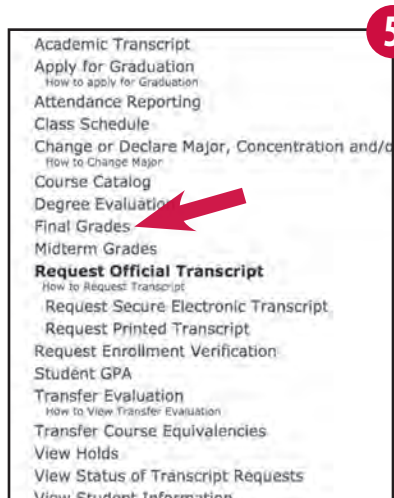 5
Academic Transcript
Apply for Graduation
How to apply for Graduation
Attendance Reporting
Class Schedule
Change or Declare Major, Concentration and/
How to Change Major
Course Catalog
Degree Evaluation
Final Grades
Midterm Grades
Request Official Transcript
How to Request Transcript
Request Secure Electronic Transcript
Request Printed Transcript
Request Enrollment Verification
Student GPA
Transfer Evaluation
How to View Transfer Evaluation
Transfer Course Equivalencies
View Holds
View Status of Transcript Requests
View Student Information